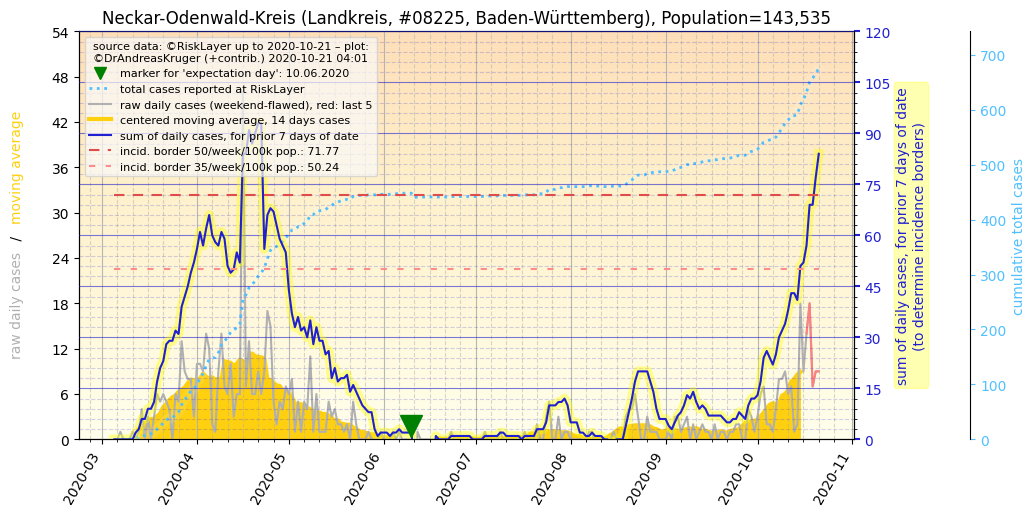 Neckar-Odenwald-Kreis (Landkreis, #08225, Baden-Württemberg), Population=143,535
source data: ©RiskLayer up to 2020-10-21 – plot:
©DrAndreasKruger (+contrib.) 2020-10-21 04:01
marker for 'expectation day': 10.06.2020
total cases reported at RiskLayer
raw daily cases (weekend-flawed), red: last 5
centered moving average, 14 days cases
sum of daily cases, for prior 7 days of date
incid. border 50/week/100k pop.: 71.77
incid. border 35/week/100k pop.: 50.24
raw daily cases / moving average
54
48
42
36
30
24
18
12
6
0
2020-03
2020-04
2020-05
2020-06
2020-07
2020-08
2020-09
2020-10
2020-11
120
105
90
75
60
45
30
15
0
sum of daily cases, for prior 7 days of date
(to determine incidence borders)
700
600
500
400
300
200
100
0
cumulative total cases